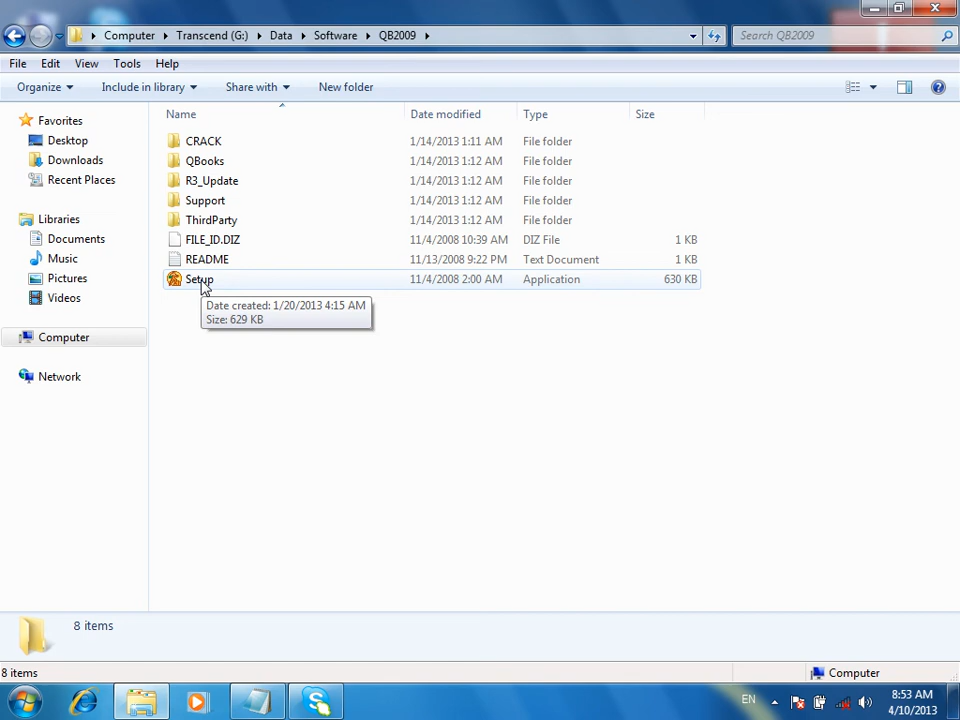 Computer Transcend (G:) Data Software QB2009 Search QB2009
File Edit View Tools Help
Organize Include in library Share with New folder
Name Date modified Type Size
Favorites
Desktop
Downloads
Recent Places
Libraries
Documents
Music
Pictures
Videos
Computer
Network
CRACK 1/14/2013 1:11 AM File folder
QBooks 1/14/2013 1:12 AM File folder
R3_Update 1/14/2013 1:12 AM File folder
Support 1/14/2013 1:12 AM File folder
ThirdParty 1/14/2013 1:12 AM File folder
FILE_ID.DIZ 11/4/2008 10:39 AM DIZ File 1 KB
README 11/13/2008 9:22 PM Text Document 1 KB
Setup 11/4/2008 2:00 AM Application 630 KB
Date created: 1/20/2013 4:15 AM
Size: 629 KB
8 items
8 items Computer
EN 8:53 AM
4/10/2013